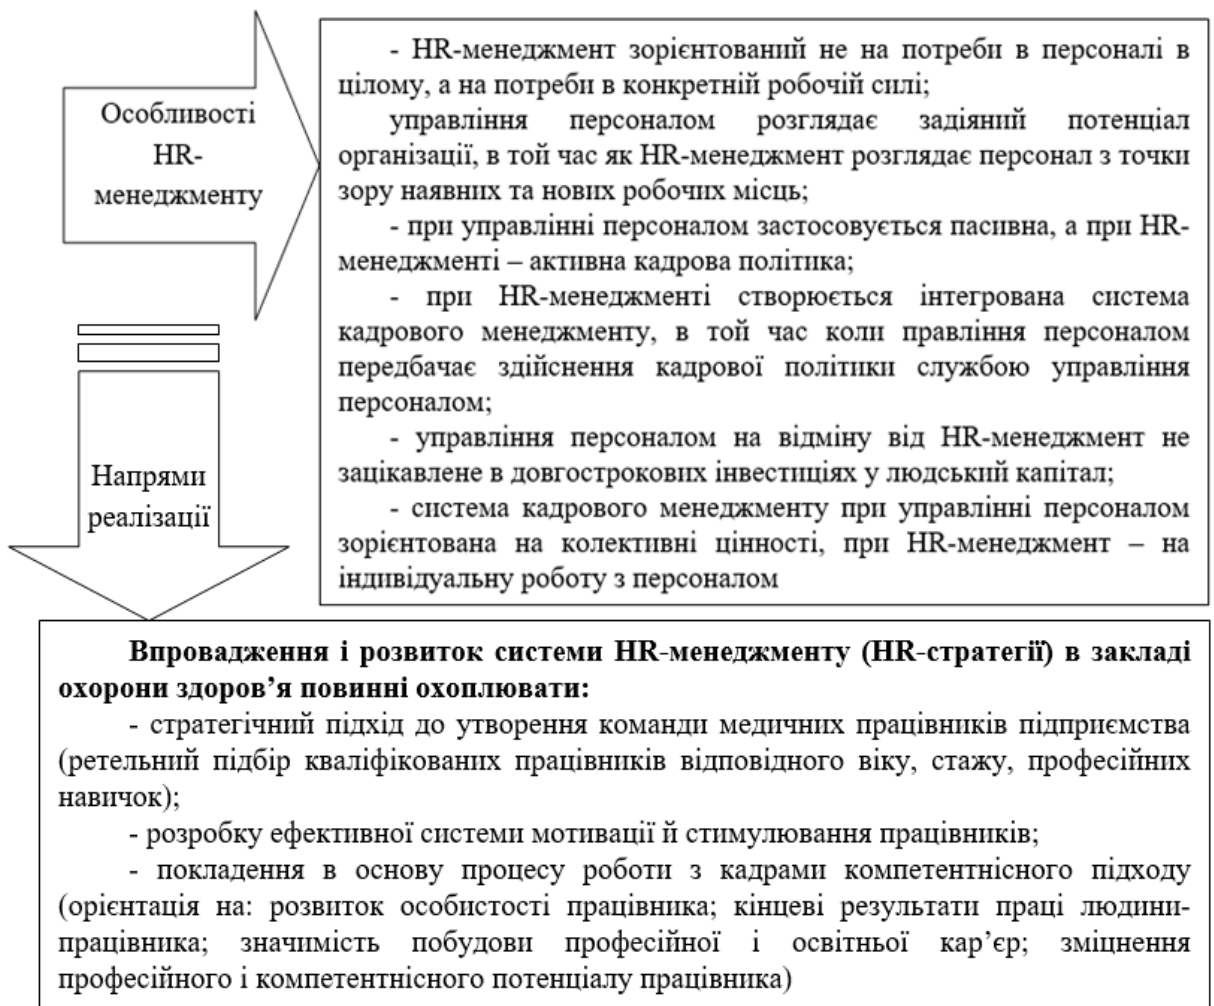 Особливості
HR-
менеджменту
- HR-менеджмент зорієнтований не на потреби в персоналі в
цілому, а на потреби в конкретній робочій силі;
управління персоналом розглядає задіяний потенціал
організації, в той час як HR-менеджмент розглядає персонал з точки
зору наявних та нових робочих місць;
- при управлінні персоналом застосовується пасивна, а при HR-
менеджменті – активна кадрова політика;
- при HR-менеджменті створюється інтегрована система
кадрового менеджменту, в той час коли правління персоналом
передбачає здійснення кадрової політики службою управління
персоналом;
- управління персоналом на відміну від HR-менеджмент не
зацікавлене в довгострокових інвестиціях у людський капітал;
- система кадрового менеджменту при управлінні персоналом
зорієнтована на колективні цінності, при HR-менеджмент – на
індивідуальну роботу з персоналом
Напрями
реалізації
Впровадження і розвиток системи HR-менеджменту (HR-стратегії) в закладі
охорони здоров’я повинні охоплювати:
- стратегічний підхід до утворення команди медичних працівників підприємства
(ретельний підбір кваліфікованих працівників відповідного віку, стажу, професійних
навичок);
- розробку ефективної системи мотивації й стимулювання працівників;
- покладення в основу процесу роботи з кадрами компетентнісного підходу
(орієнтація на: розвиток особистості працівника; кінцеві результати праці людини-
працівника; значимість побудови професійної і освітньої кар’єр; зміцнення
професійного і компетентнісного потенціалу працівника)